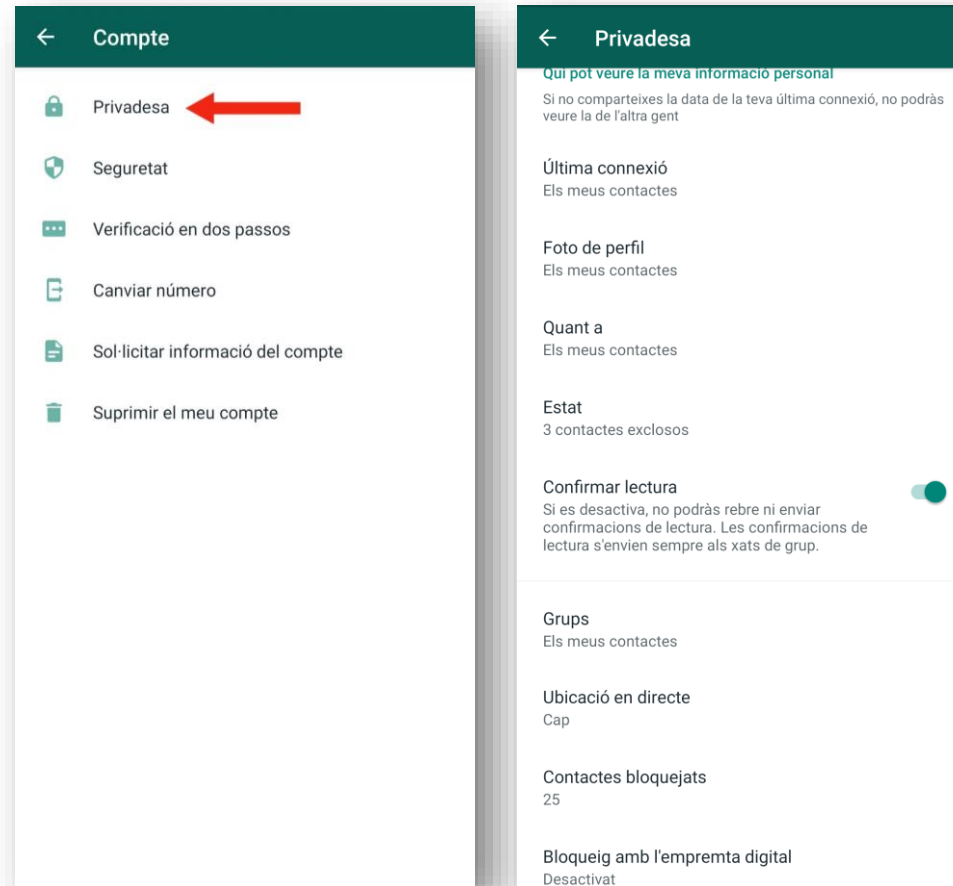 Compte
Privadesa
Seguretat
Verificació en dos passos
Canviar número
Sol·licitar informació del compte
Suprimir el meu compte
Privadesa
Qui pot veure la meva informació personal
Si no comparteixes la data de la teva última connexió, no podràs
veure la de l'altra gent
Última connexió
Els meus contactes
Foto de perfil
Els meus contactes
Quant a
Els meus contactes
Estat
3 contactes exclosos
Confirmar lectura
Si es desactiva, no podràs rebre ni enviar
confirmacions de lectura. Les confirmacions de
lectura s'envien sempre als xats de grup.
Grups
Els meus contactes
Ubicació en directe
Cap
Contactes bloquejats
25
Bloqueig amb l'empremta digital
Desactivat